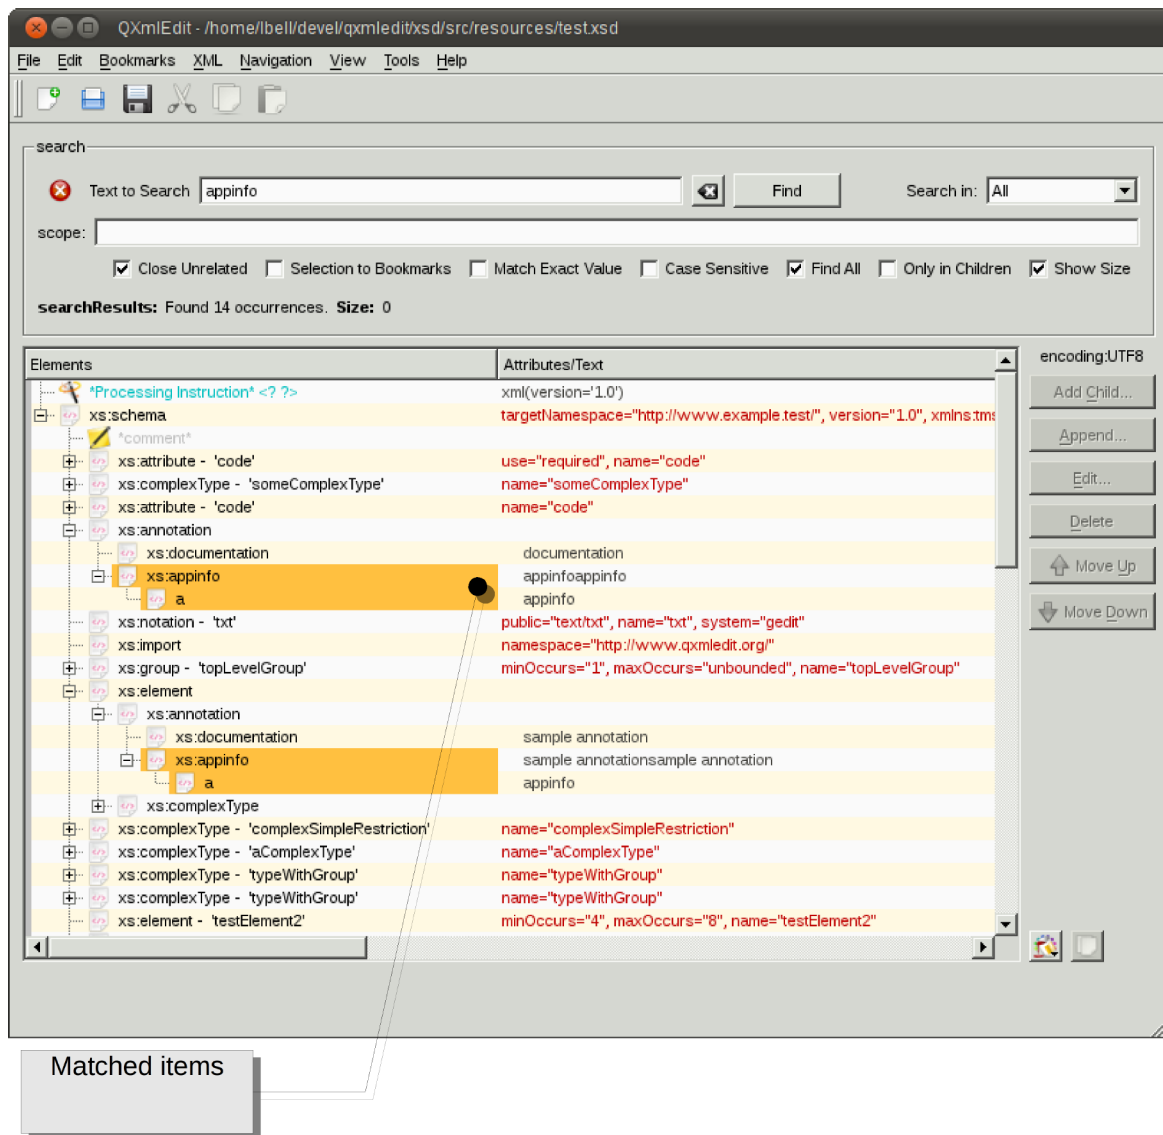 QXmlEdit - /home/lbell/devel/qxmledit/xsd/src/resources/test.xsd
File Edit Bookmarks XML Navigation View Tools Help
search
Text to Search appinfo Find Search in: All
scope:
Close Unrelated Selection to Bookmarks Match Exact Value Case Sensitive Find All Only in Children Show Size
searchResults: Found 14 occurrences. Size: 0
Elements Attributes/Text encoding:UTF8
*Processing Instruction* <? ?> xml(version='1.0') Add Child...
xs:schema targetNamespace="http://www.example.test/", version="1.0", xmlns:tms
*comment* Append...
xs:attribute - 'code' use="required", name="code"
xs:complexType - 'someComplexType' name="someComplexType" Edit...
xs:attribute - 'code' name="code"
xs:annotation Delete
xs:documentation documentation
xs:appinfo appinfoappinfo Move Up
a appinfo
xs:notation - 'txt' public="text/txt", name="txt", system="gedit" Move Down
xs:import namespace="http://www.qxmledit.org/"
xs:group - 'topLevelGroup' minOccurs="1", maxOccurs="unbounded", name="topLevelGroup"
xs:element
xs:annotation
xs:documentation sample annotation
xs:appinfo sample annotationsample annotation
a appinfo
xs:complexType
xs:complexType - 'complexSimpleRestriction' name="complexSimpleRestriction"
xs:complexType - 'aComplexType' name="aComplexType"
xs:complexType - 'typeWithGroup' name="typeWithGroup"
xs:complexType - 'typeWithGroup' name="typeWithGroup"
xs:element - 'testElement2' minOccurs="4", maxOccurs="8", name="testElement2"
Matched items